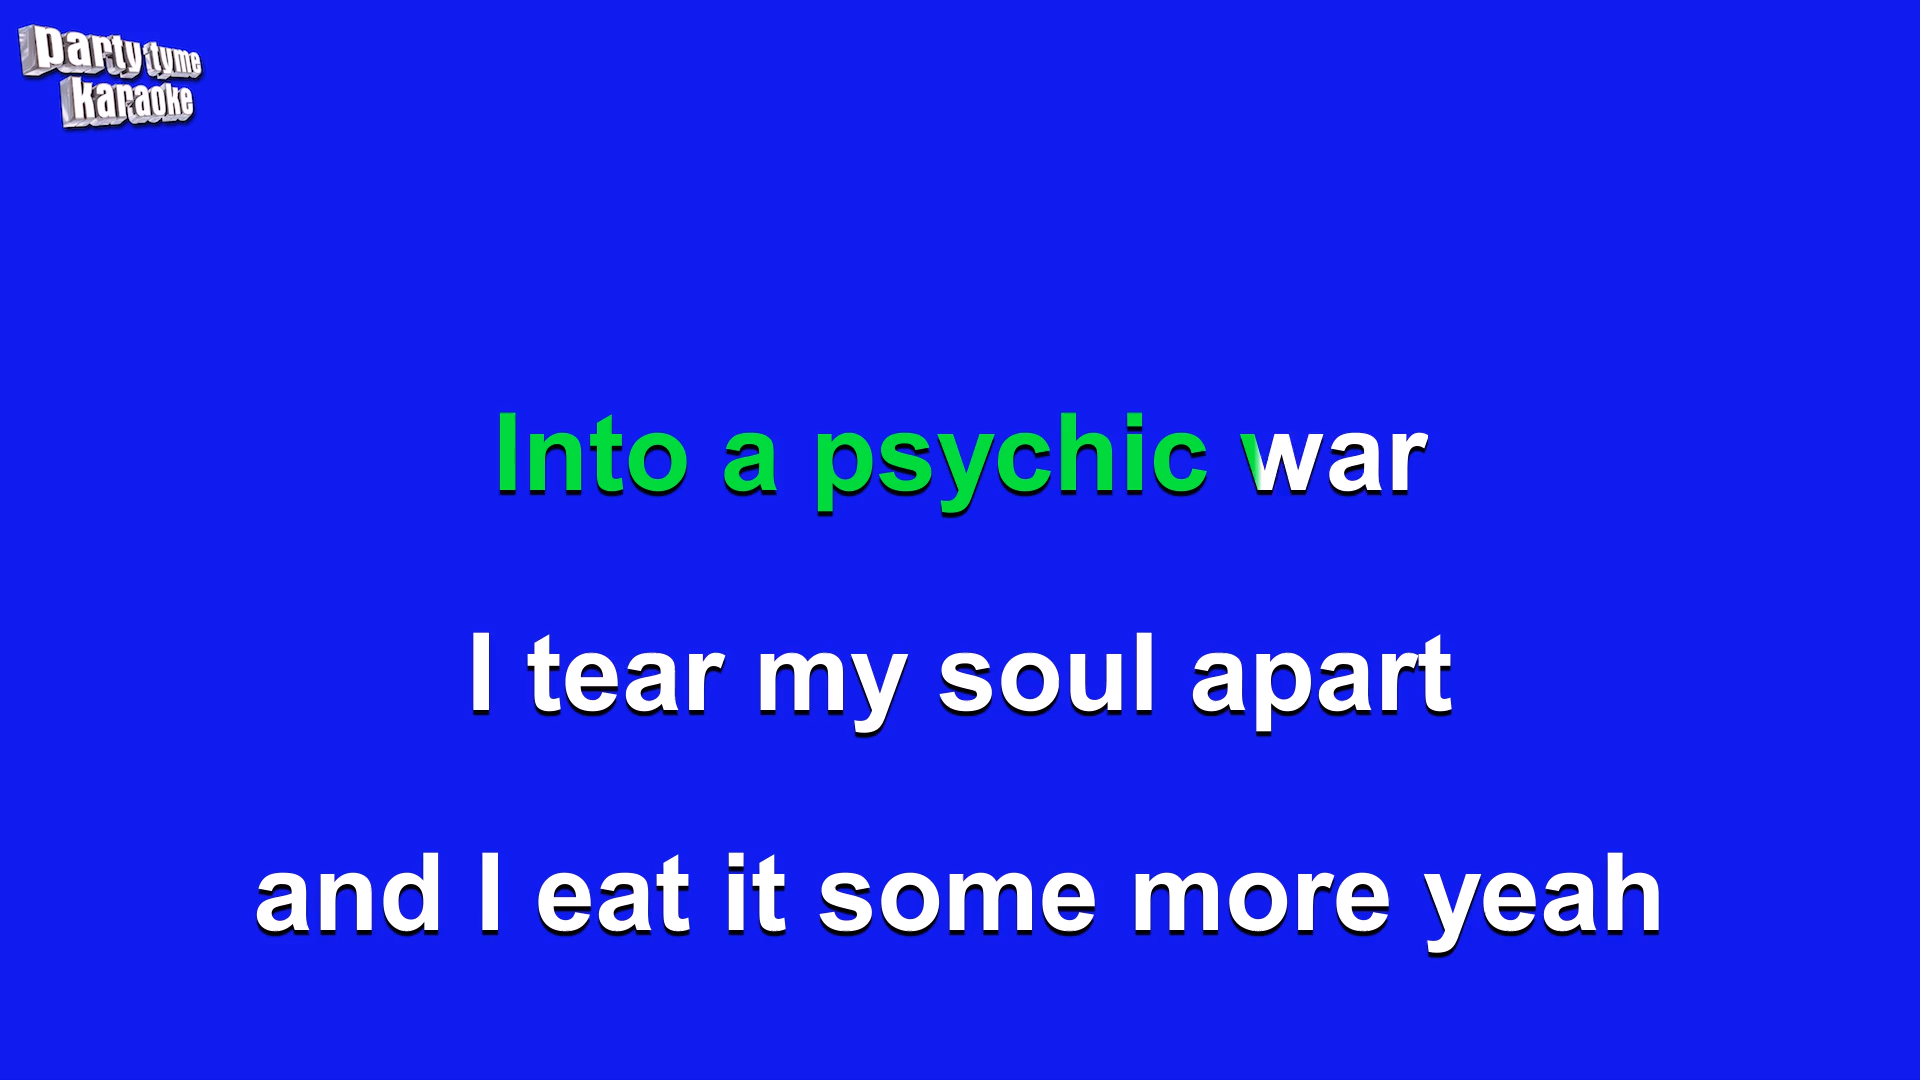 party tyme
karaoke
Into a psychic war
I tear my soul apart
and I eat it some more yeah